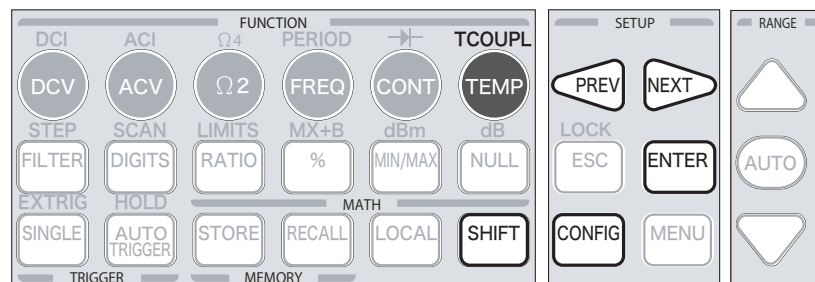 FUNCTION SETUP RANGE
DCI ACI Ω4 PERIOD TCOUPL
DCV ACV Ω2 FREQ CONT TEMP PREV NEXT
STEP SCAN LIMITS MX+B dBm dB LOCK
FILTER DIGITS RATIO % MIN/MAX NULL ESC ENTER AUTO
EXTRIG HOLD MATH
SINGLE AUTO TRIGGER STORE RECALL LOCAL SHIFT CONFIG MENU
TRIGGER MEMORY